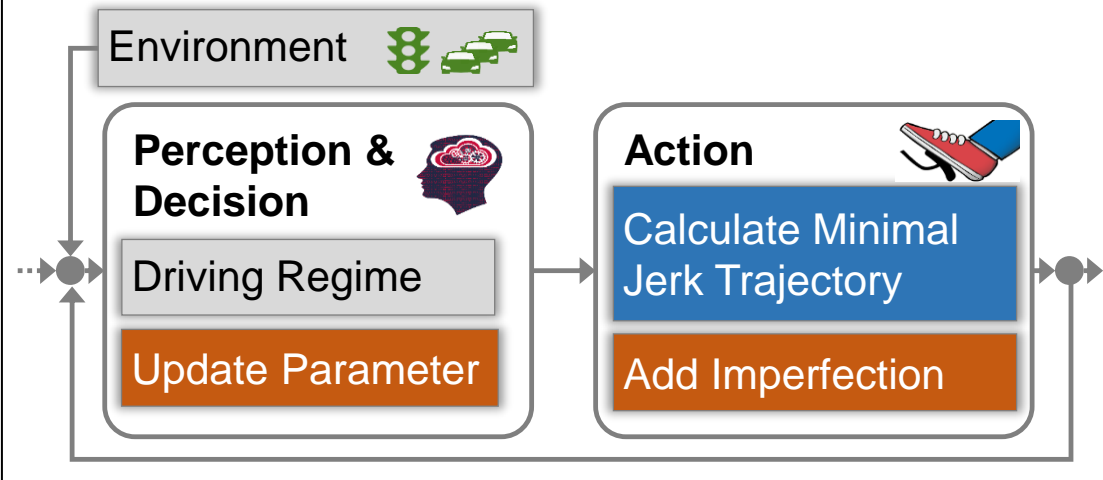 Environment
Perception &
Decision
Driving Regime
Update Parameter
Action
Calculate Minimal
Jerk Trajectory
Add Imperfection